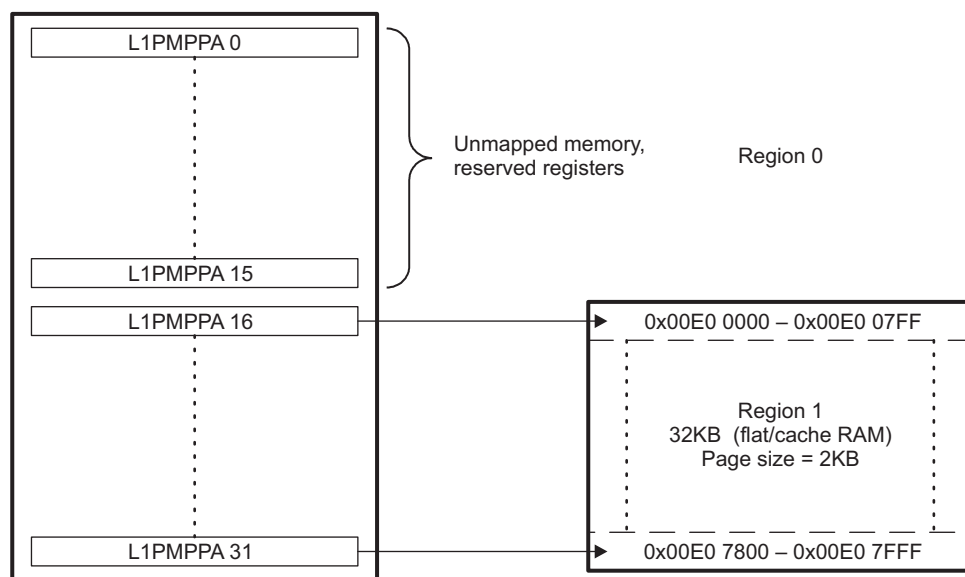 L1PMPPA 0
Unmapped memory,
reserved registers
Region 0
L1PMPPA 15
L1PMPPA 16
0x00E0 0000 – 0x00E0 07FF
Region 1
32KB (flat/cache RAM)
Page size = 2KB
L1PMPPA 31
0x00E0 7800 – 0x00E0 7FFF